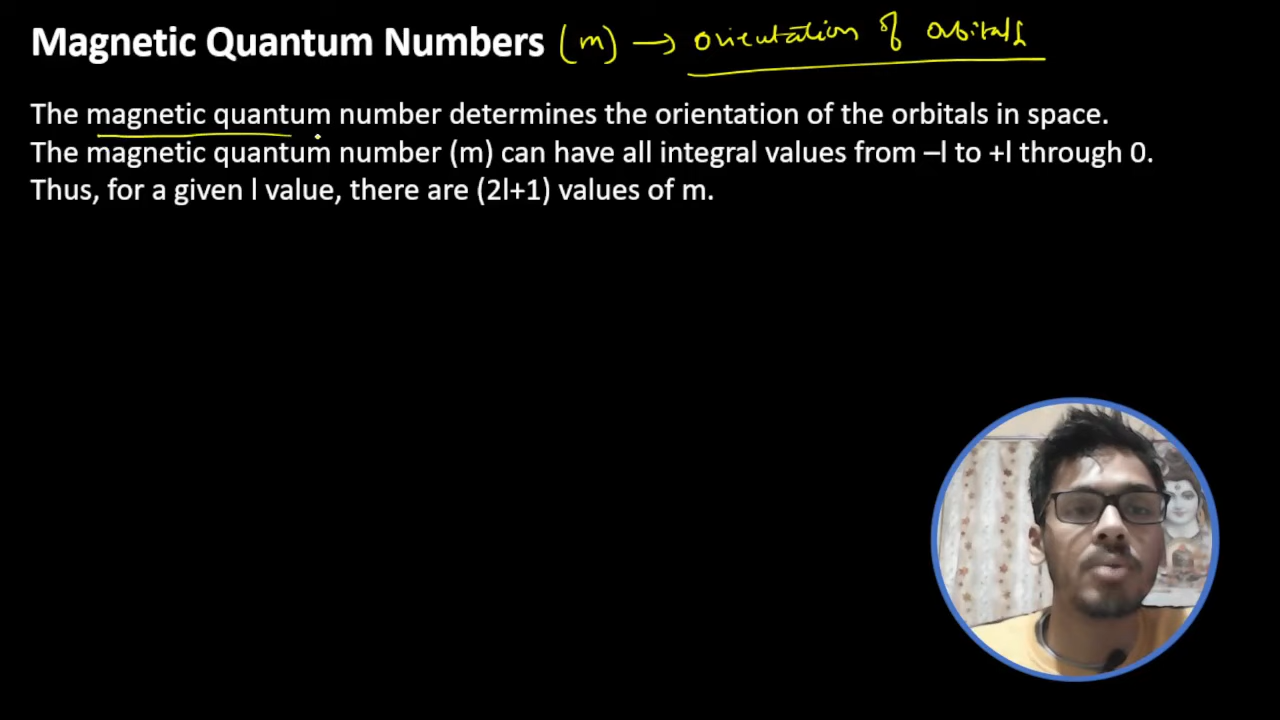 Magnetic Quantum Numbers (m) → orientation of orbitals
The magnetic quantum number determines the orientation of the orbitals in space.
The magnetic quantum number (m) can have all integral values from –l to +l through 0.
Thus, for a given l value, there are (2l+1) values of m.